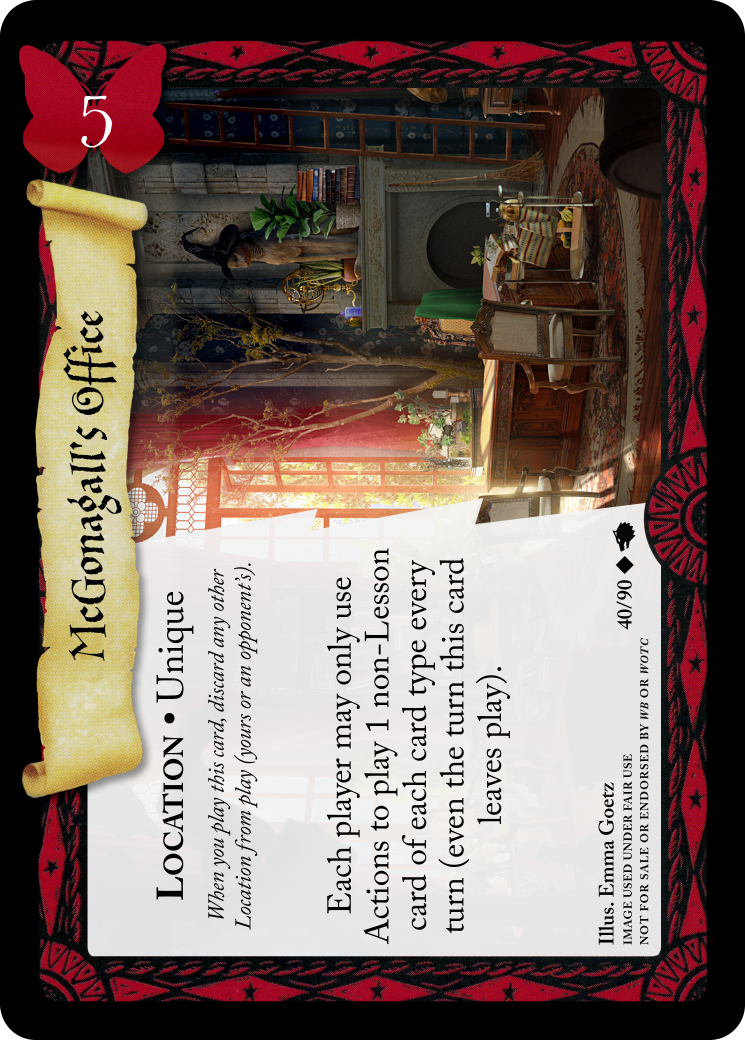 5
McGonagall's Office
LOCATION • Unique
When you play this card, discard any other
Location from play (yours or an opponent's).
Each player may only use
Actions to play 1 non-Lesson
card of each card type every
turn (even the turn this card
leaves play).
Illus. Emma Goetz
40/90
IMAGE USED UNDER FAIR USE
NOT FOR SALE OR ENDORSED BY WB OR WOTC